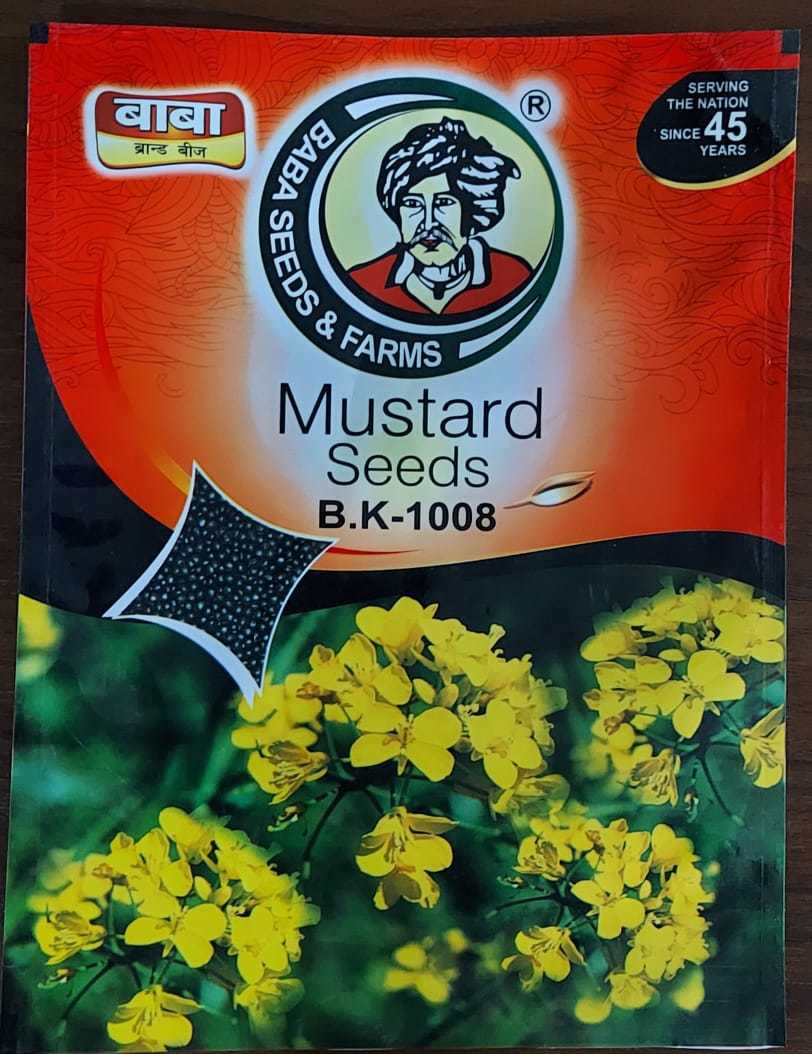 बाबा
ब्रान्ड बीज
BABA SEEDS & FARMS
®
SERVING
THE NATION
SINCE 45
YEARS
Mustard
Seeds
B.K-1008